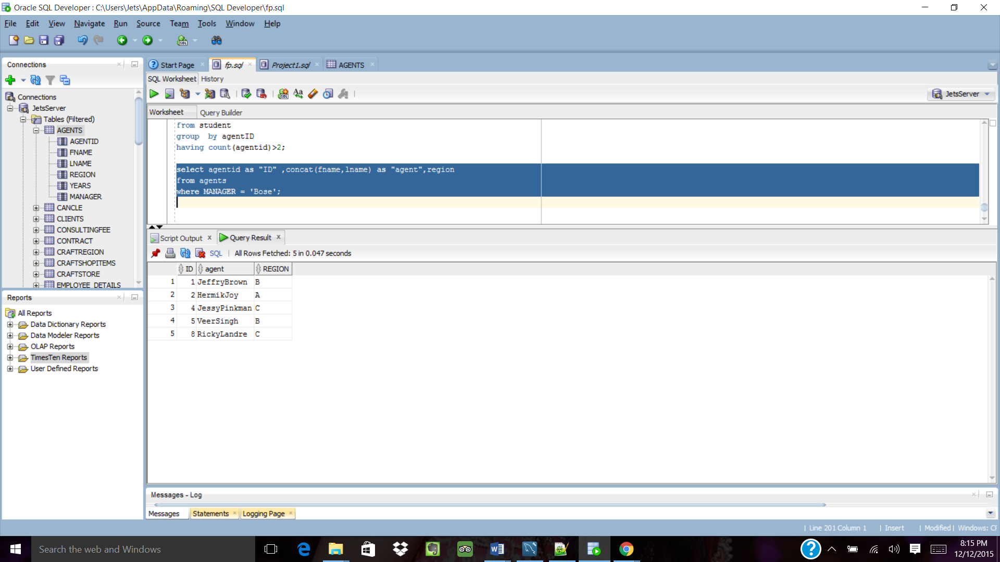 Oracle SQL Developer : C:\Users\Jets\AppData\Roaming\SQL Developer\fp.sql
File Edit View Navigate Run Source Team Tools Window Help
Connections
Connections
JetsServer
Tables (Filtered)
AGENTS
AGENTID
FNAME
LNAME
REGION
YEARS
MANAGER
CANCLE
CLIENTS
CONSULTINGFEE
CONTRACT
CRAFTREGION
CRAFTSHOPITEMS
CRAFTSTORE
EMPLOYEE_DETAILS
Reports
All Reports
Data Dictionary Reports
Data Modeler Reports
OLAP Reports
TimesTen Reports
User Defined Reports
Start Page fp.sql Project1.sql AGENTS
SQL Worksheet History
JetsServer
Worksheet Query Builder
from student
group  by agentID
having count(agentid)>2;
select agentid as "ID" ,concat(fname,lname) as "agent",region
from agents
where MANAGER = 'Bose';
Script Output Query Result
SQL All Rows Fetched: 5 in 0.047 seconds
ID agent REGION
1 1 JeffryBrown B
2 2 HermikJoy A
3 4 JessyPinkman C
4 5 VeerSingh B
5 8 RickyLandre C
Messages - Log
Messages Statements Logging Page
Line 201 Column 1 Insert Modified Windows: CR
Search the web and Windows
8:15 PM
12/12/2015